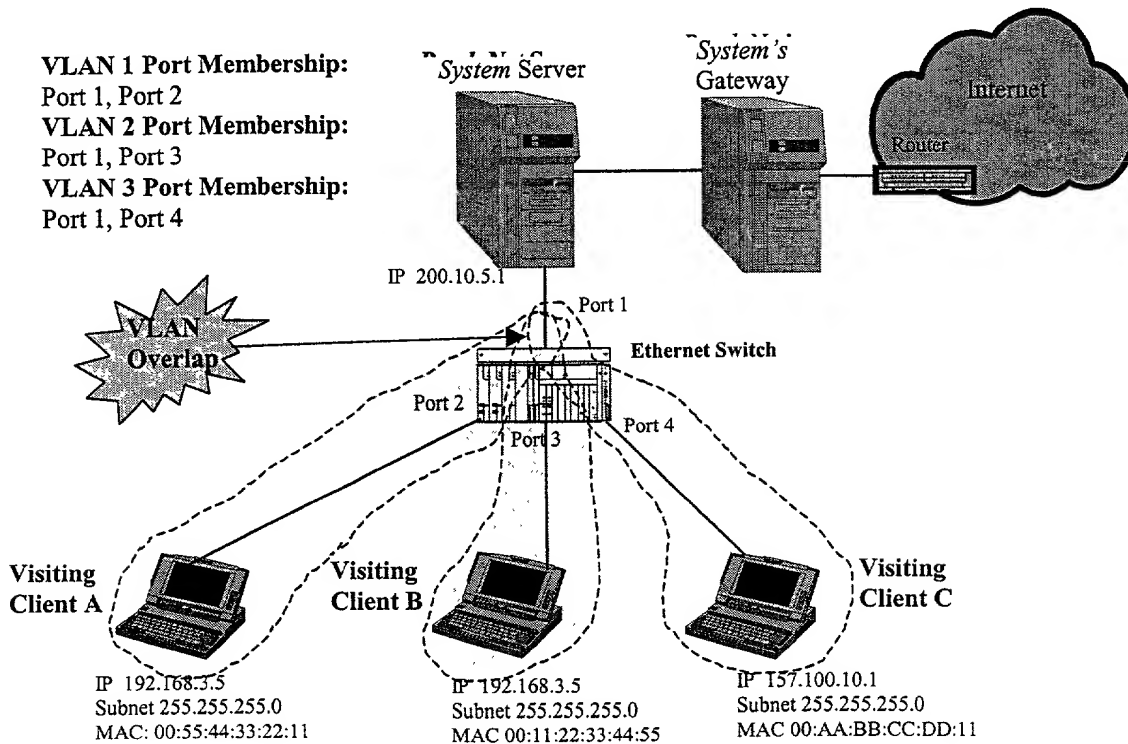 VLAN 1 Port Membership:
Port 1, Port 2
VLAN 2 Port Membership:
Port 1, Port 3
VLAN 3 Port Membership:
Port 1, Port 4
System Server
System's
Gateway
Internet
Router
IP 200.10.5.1
Port 1
VLAN
Overlap
Ethernet Switch
Port 2
Port 3
Port 4
Visiting
Client A
Visiting
Client B
Visiting
Client C
IP 192.168.3.5
Subnet 255.255.255.0
MAC: 00:55:44:33:22:11
IP 192.168.3.5
Subnet 255.255.255.0
MAC 00:11:22:33:44:55
IP 157.100.10.1
Subnet 255.255.255.0
MAC 00:AA:BB:CC:DD:11